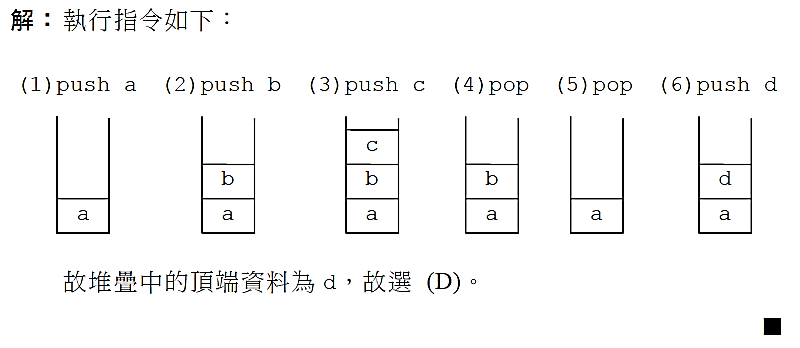 解：執行指令如下：
(1)push a (2)push b (3)push c (4)pop (5)pop (6)push d
c
b b b d
a a a a a a
故堆疊中的頂端資料為 d，故選 (D)。